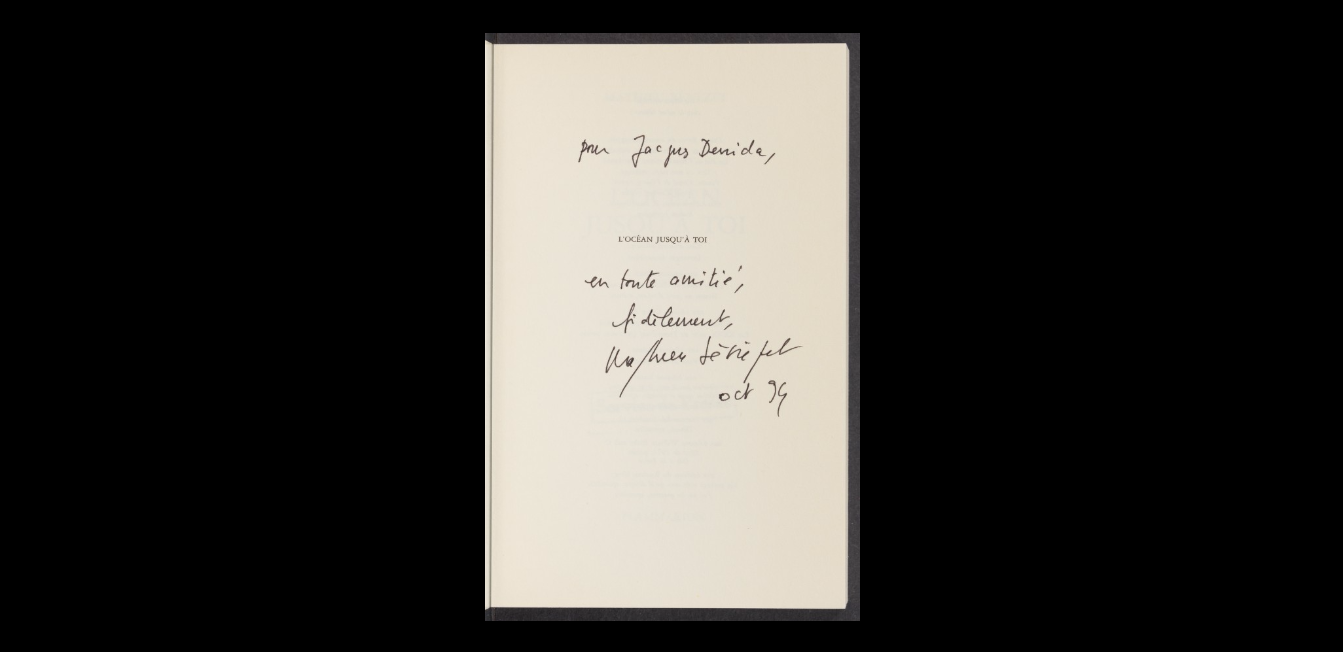 pour Jacques Derrida,
L'OCÉAN JUSQU'À TOI
en toute amitié,
fidèlement,
oct 94